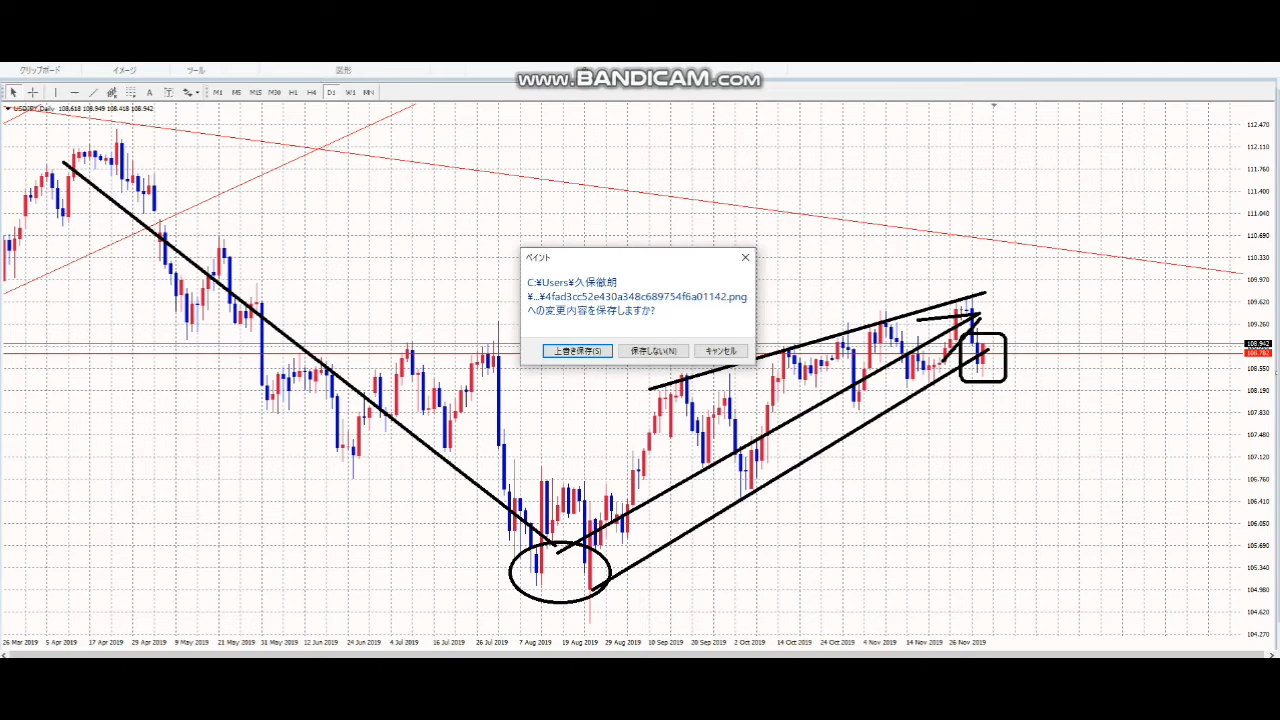 www.BANDICAM.com
クリップボード イメージ ツール 図形
A T M1 M5 M15 M30 H1 H4 D1 W1 MN
USDJPY,Daily 108.618 108.949 108.418 108.942
112.470
112.110
111.760
111.400
111.040
110.690
110.330
109.970
109.620
109.260
108.942
108.782
108.550
108.190
107.830
107.480
107.120
106.760
106.410
106.050
105.690
105.340
104.980
104.620
104.270
ペイント
C:¥Users¥久保徹朗
¥...¥4fad3cc52e430a348c689754f6a01142.png
への変更内容を保存しますか?
上書き保存(S) 保存しない(N) キャンセル
26 Mar 2019 5 Apr 2019 17 Apr 2019 29 Apr 2019 9 May 2019 21 May 2019 31 May 2019 12 Jun 2019 24 Jun 2019 4 Jul 2019 16 Jul 2019 26 Jul 2019 7 Aug 2019 19 Aug 2019 29 Aug 2019 10 Sep 2019 20 Sep 2019 2 Oct 2019 14 Oct 2019 24 Oct 2019 4 Nov 2019 14 Nov 2019 26 Nov 2019